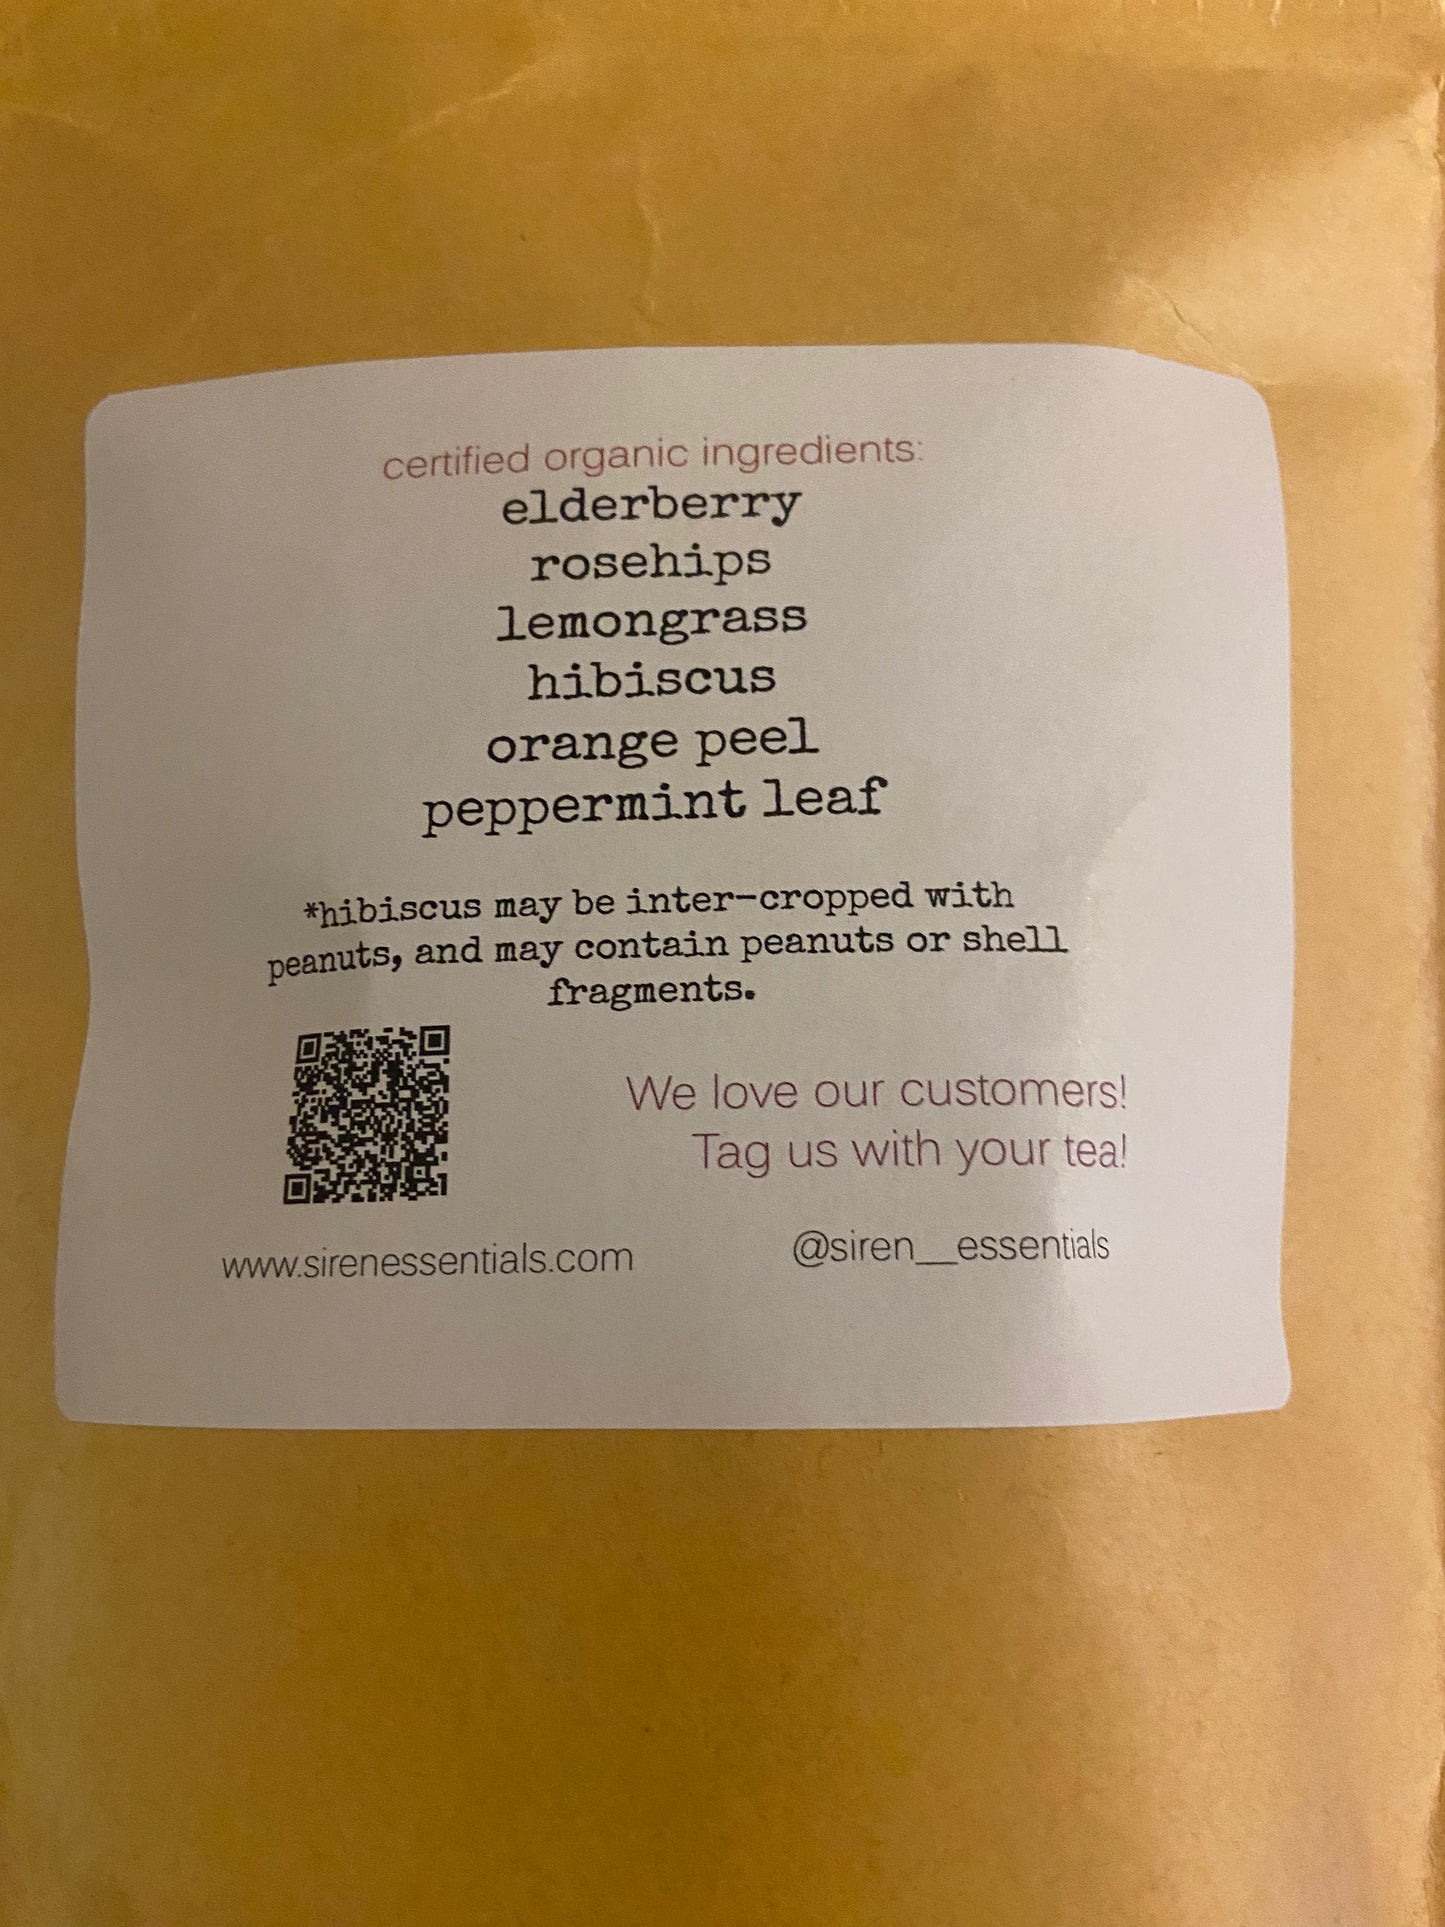 certified organic ingredients:
elderberry
rosehips
lemongrass
hibiscus
orange peel
peppermint leaf
*hibiscus may be inter-cropped with
peanuts, and may contain peanuts or shell
fragments.
We love our customers!
Tag us with your tea!
www.sirenessentials.com
@siren__essentials